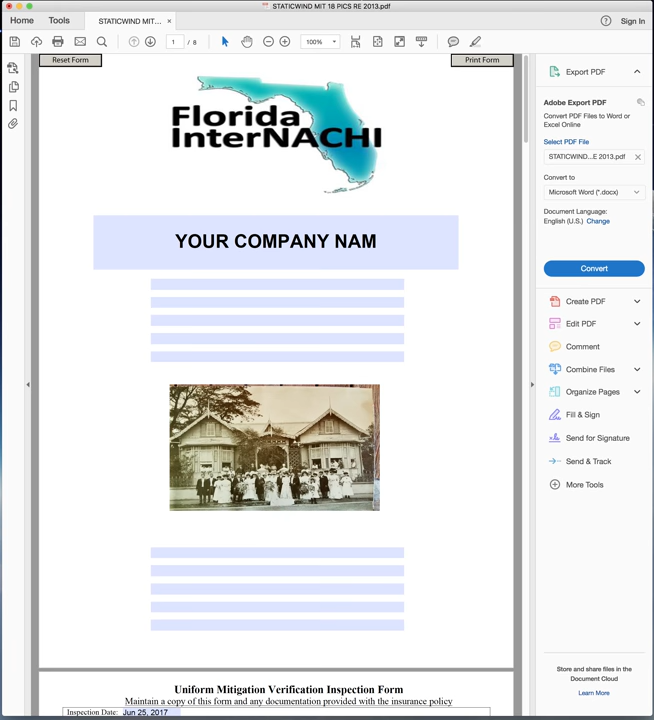 STATICWIND MIT 18 PICS RE 2013.pdf
Home Tools STATICWIND MIT... × ? Sign In
1 / 8 100%
Reset Form Print Form
Florida
InterNACHI
YOUR COMPANY NAM
Uniform Mitigation Verification Inspection Form
Maintain a copy of this form and any documentation provided with the insurance policy
Inspection Date: Jun 25, 2017
Export PDF
Adobe Export PDF
Convert PDF Files to Word or
Excel Online
Select PDF File
STATICWIND...E 2013.pdf ×
Convert to
Microsoft Word (*.docx)
Document Language:
English (U.S.) Change
Convert
Create PDF
Edit PDF
Comment
Combine Files
Organize Pages
Fill & Sign
Send for Signature
Send & Track
More Tools
Store and share files in the
Document Cloud
Learn More